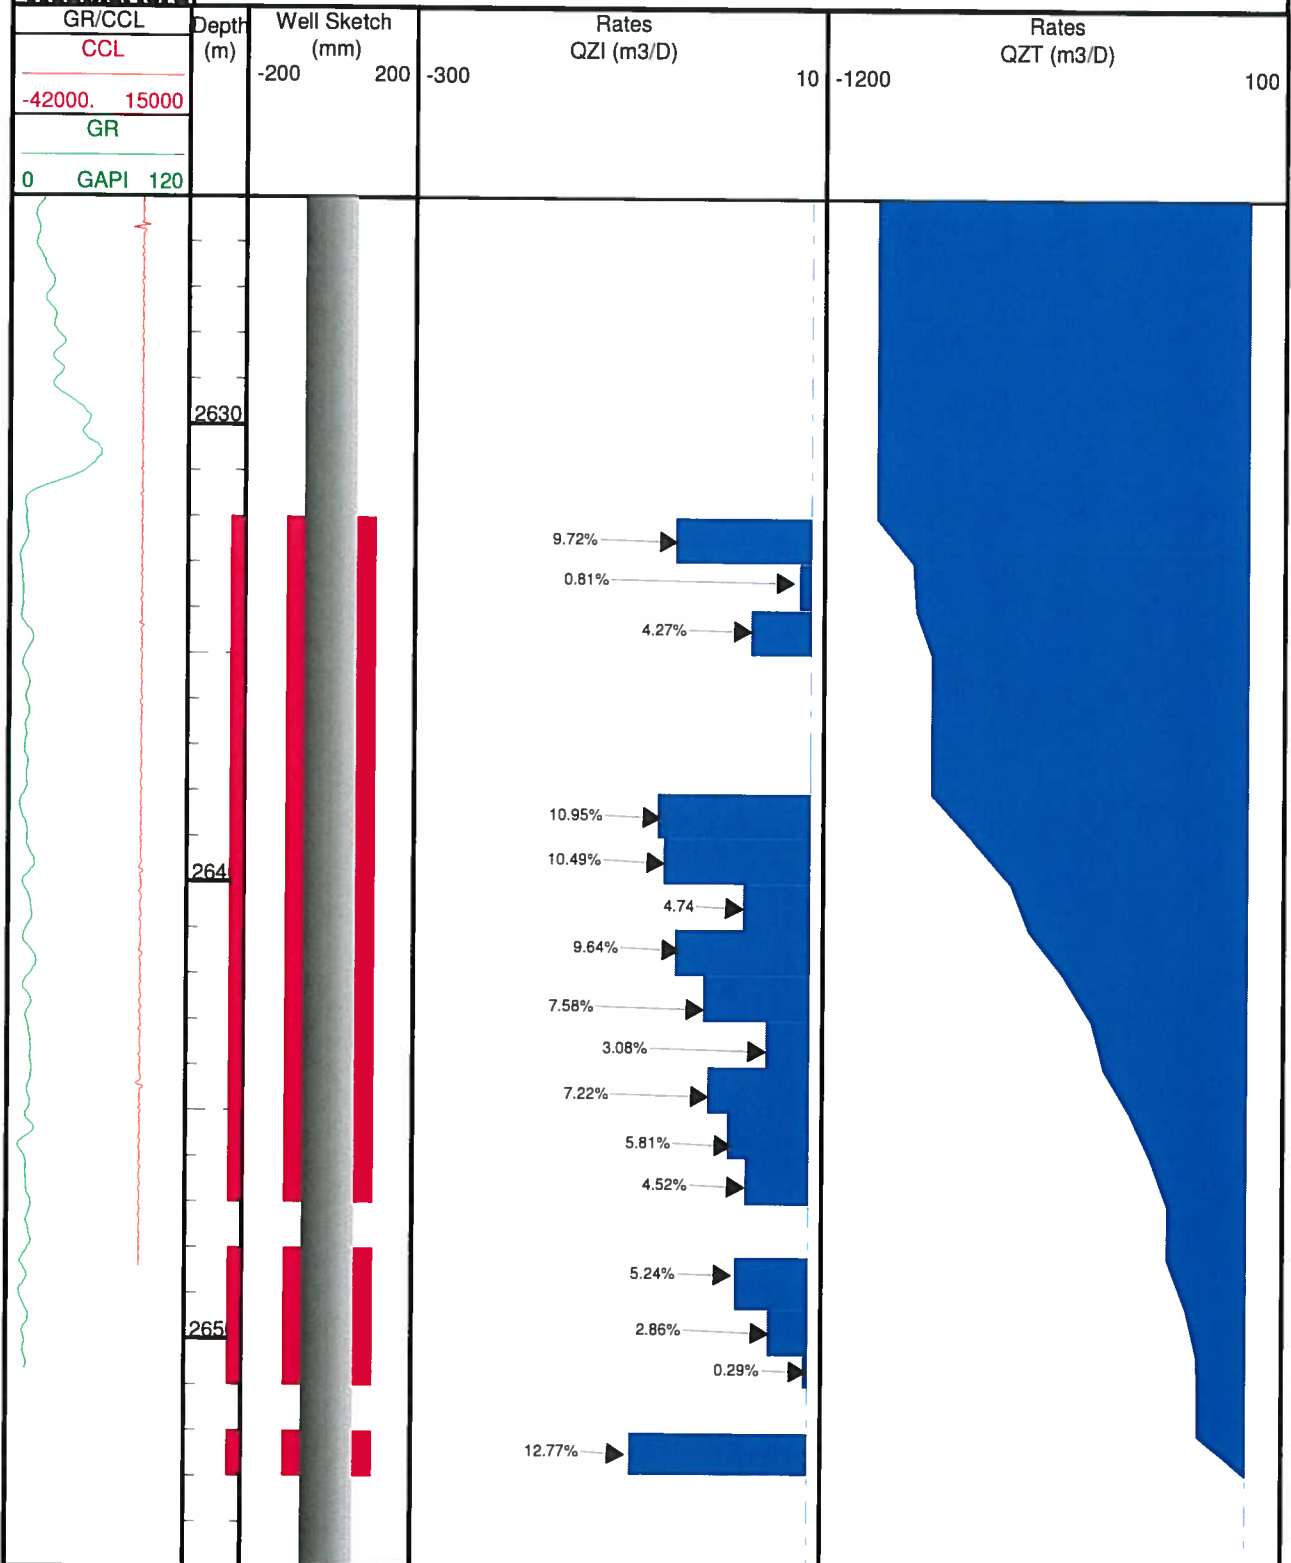 GR/CCL
CCL
-42000. 15000
GR
0 GAPI 120
Depth
(m)
Well Sketch
(mm)
-200 200
Rates
QZI (m3/D)
-300 10
Rates
QZT (m3/D)
-1200 100
2630
9.72%
0.81%
4.27%
10.95%
10.49%
264
4.74
9.64%
7.58%
3.08%
7.22%
5.81%
4.52%
5.24%
2.86%
265
0.29%
12.77%